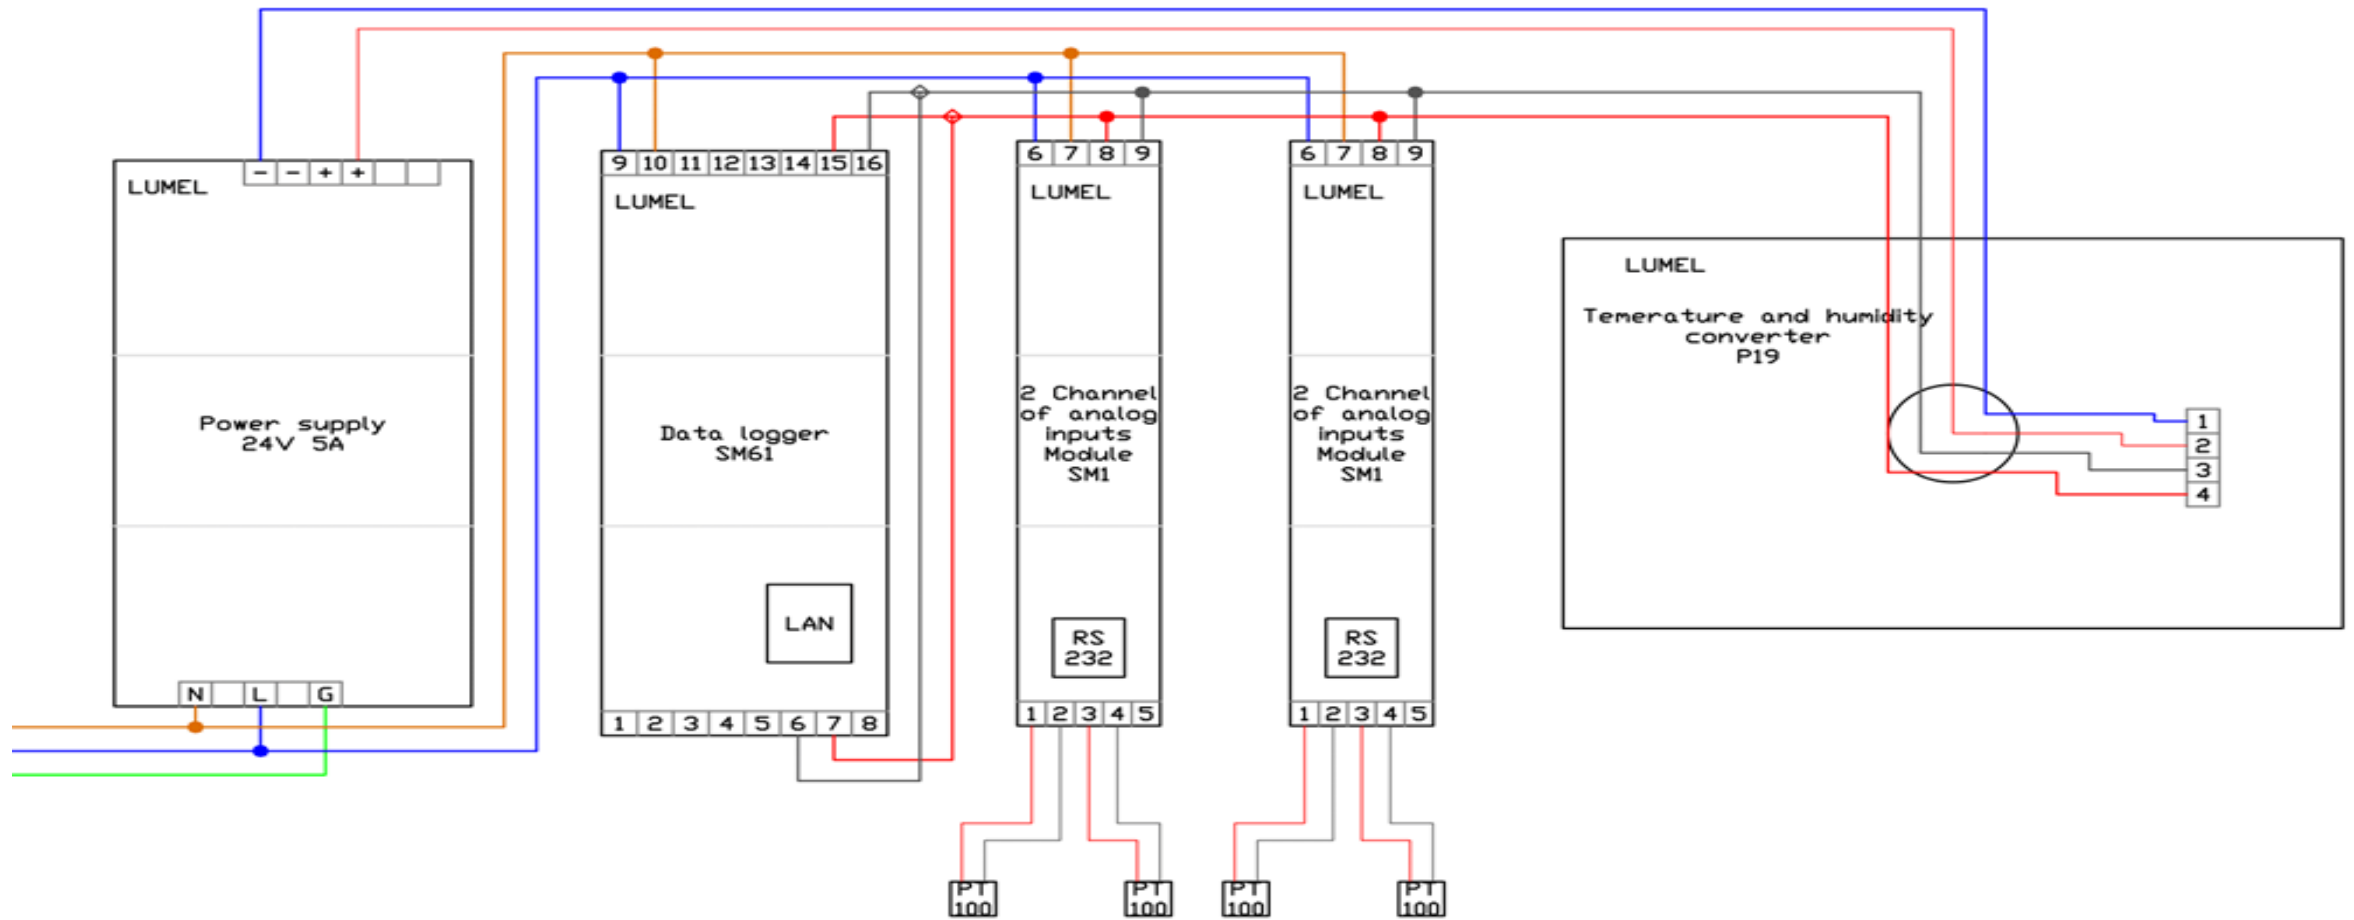 LUMEL
- - + +
Power supply
24V 5A
N L G
9 10 11 12 13 14 15 16
LUMEL
Data logger
SM61
LAN
1 2 3 4 5 6 7 8
6 7 8 9
LUMEL
2 Channel
of analog
inputs
Module
SM1
RS
232
1 2 3 4 5
PT
100
PT
100
6 7 8 9
LUMEL
2 Channel
of analog
inputs
Module
SM1
RS
232
1 2 3 4 5
PT
100
PT
100
LUMEL
Temerature and humidity
converter
P19
1
2
3
4